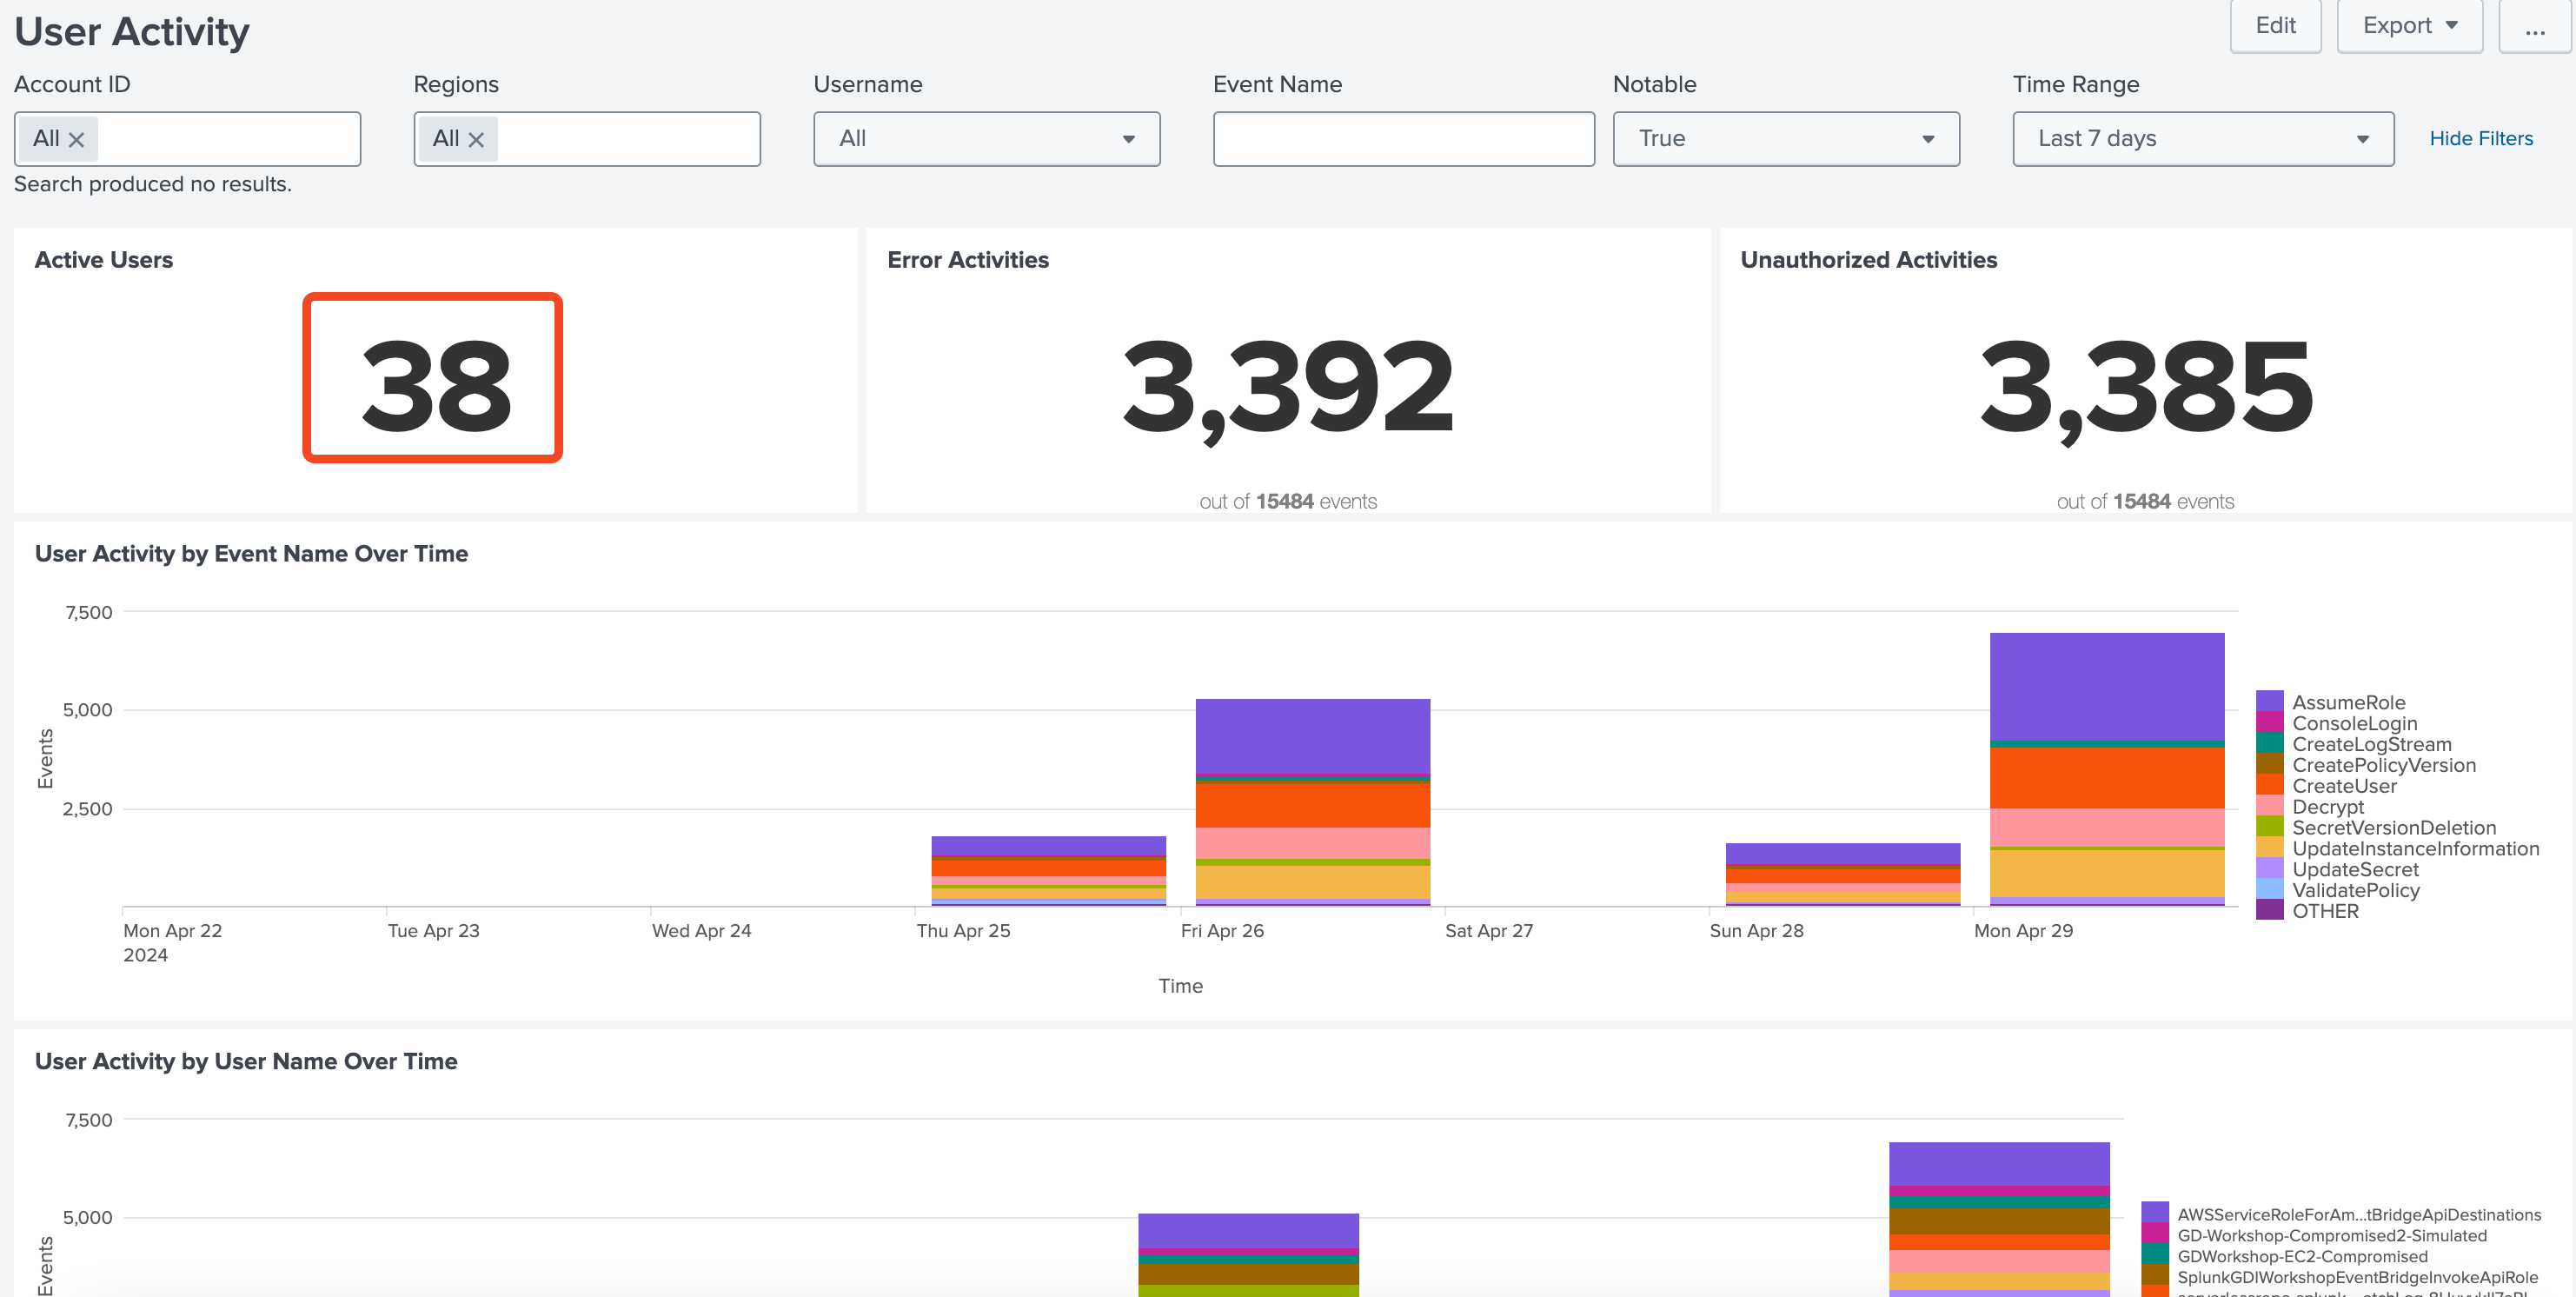 User Activity
Edit
Export
...
Account ID
Regions
Username
Event Name
Notable
Time Range
All
All
All
True
Last 7 days
Hide Filters
Search produced no results.
Active Users
Error Activities
Unauthorized Activities
38
3,392
3,385
out of 15484 events
out of 15484 events
User Activity by Event Name Over Time
7,500
5,000
2,500
Events
AssumeRole
ConsoleLogin
CreateLogStream
CreatePolicyVersion
CreateUser
Decrypt
SecretVersionDeletion
UpdateInstanceInformation
UpdateSecret
ValidatePolicy
OTHER
Mon Apr 22
2024
Tue Apr 23
Wed Apr 24
Thu Apr 25
Fri Apr 26
Sat Apr 27
Sun Apr 28
Mon Apr 29
Time
User Activity by User Name Over Time
7,500
5,000
Events
AWSServiceRoleForAm...tBridgeApiDestinations
GD-Workshop-Compromised2-Simulated
GDWorkshop-EC2-Compromised
SplunkGDIWorkshopEventBridgeInvokeApiRole